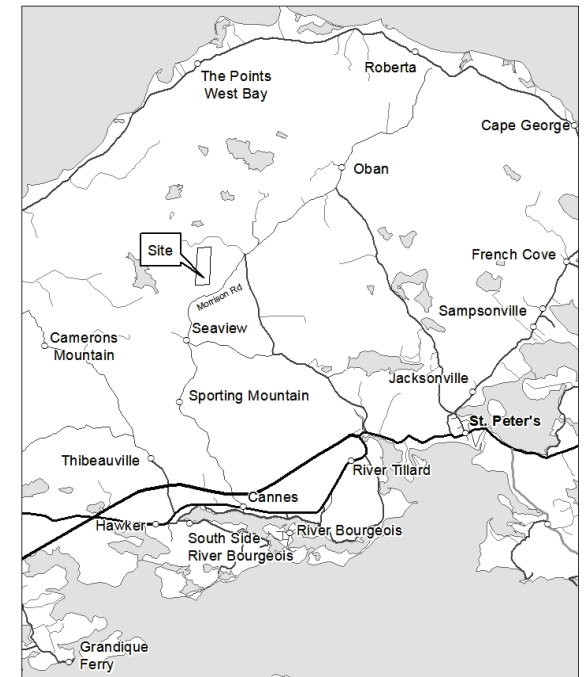 The Points
West Bay
Roberta
Cape George
Oban
Site
French Cove
Morrison Rd
Sampsonville
Seaview
Camerons
Mountain
Jacksonville
Sporting Mountain
St. Peter's
Thibeauville
River Tillard
Cannes
Hawker
South Side
River Bourgeois
River Bourgeois
Grandique
Ferry